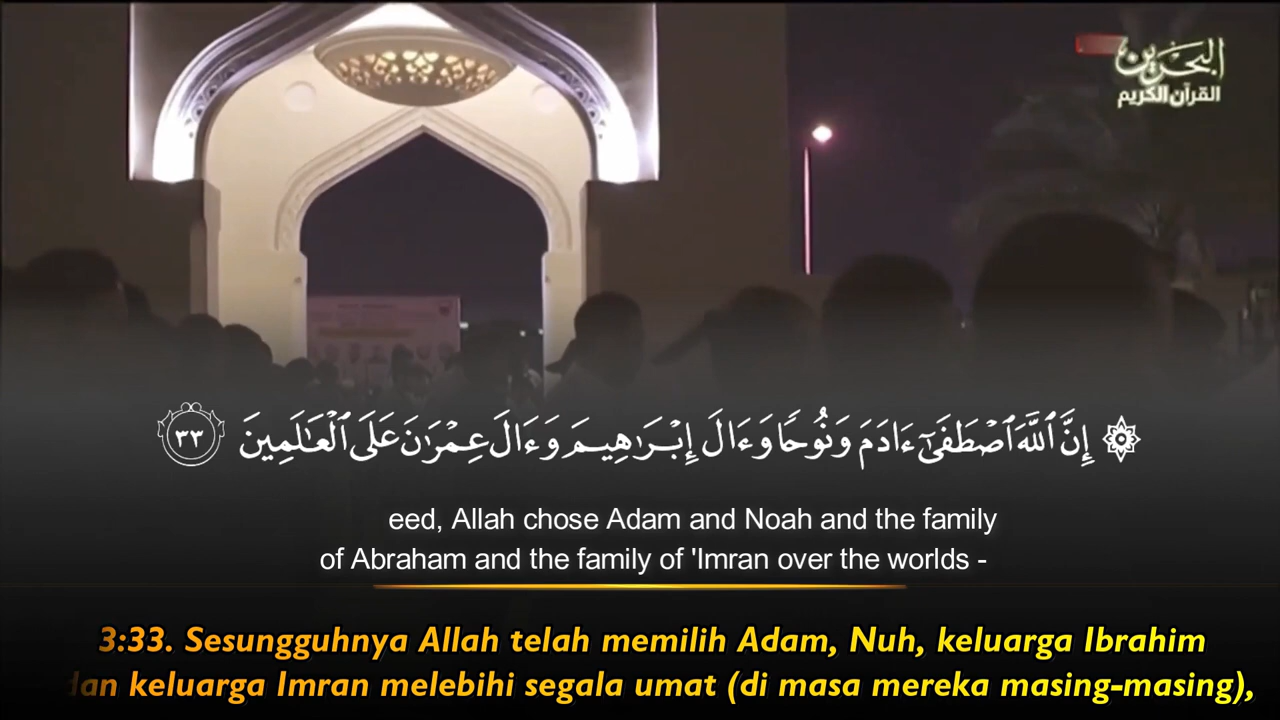 البحرين
القرآن الكريم
۞ إِنَّ ٱللَّهَ ٱصْطَفَىٰٓ ءَادَمَ وَنُوحًا وَءَالَ إِبْرَٰهِيمَ وَءَالَ عِمْرَٰنَ عَلَى ٱلْعَٰلَمِينَ ٣٣
eed, Allah chose Adam and Noah and the family
of Abraham and the family of 'Imran over the worlds -
3:33. Sesungguhnya Allah telah memilih Adam, Nuh, keluarga Ibrahim
dan keluarga Imran melebihi segala umat (di masa mereka masing-masing),